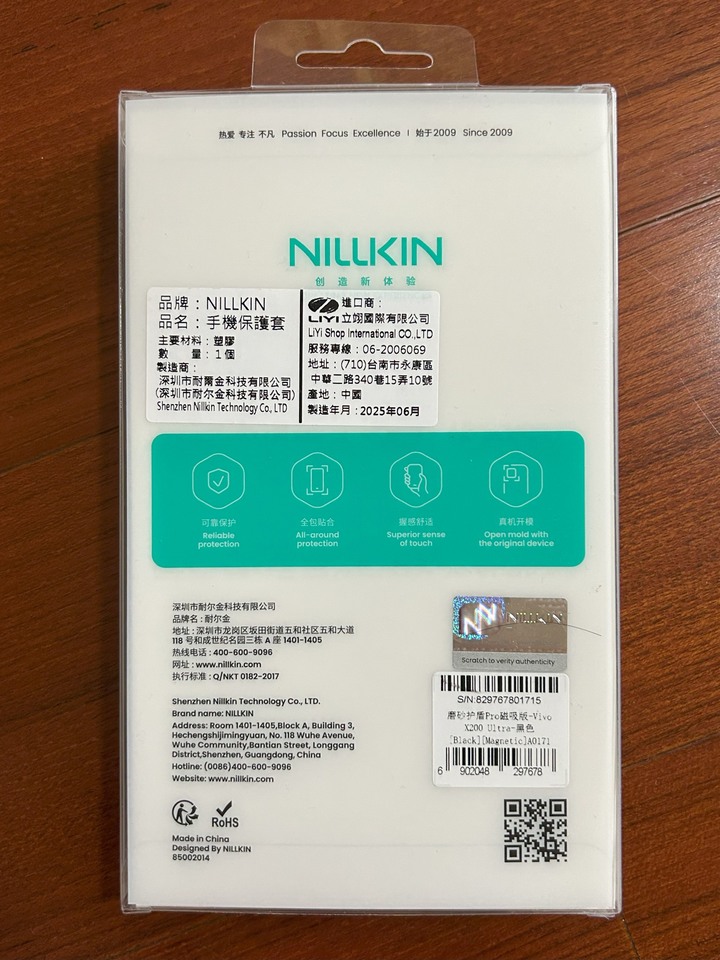 热爱 专注 不凡 Passion Focus Excellence | 始于2009 Since 2009
NILLKIN
创造新体验
品牌：NILLKIN
品名：手機保護套
主要材料：塑膠
數 量：1個
製造商：
深圳市耐爾金科技有限公司
(深圳市耐尔金科技有限公司)
Shenzhen Nillkin Technology Co., LTD
LIYI
進口商：
立翊國際有限公司
LiYi Shop International CO.,LTD
服務專線：06-2006069
地址：(710)台南市永康區
中華二路340巷15弄10號
產地：中國
製造年月：2025年06月
可靠保护
Reliable
protection
全包贴合
All-around
protection
握感舒适
Superior sense
of touch
真机开模
Open mold with
the original device
深圳市耐尔金科技有限公司
品牌名：耐尔金
地址：深圳市龙岗区坂田街道五和社区五和大道
118 号和成世纪名园三栋 A 座 1401-1405
热线电话：400-600-9096
网址：www.nillkin.com
执行标准：Q/NKT 0182-2017
Shenzhen Nillkin Technology Co., LTD.
Brand name: NILLKIN
Address: Room 1401-1405,Block A, Building 3,
Hechengshijimingyuan, No. 118 Wuhe Avenue,
Wuhe Community,Bantian Street, Longgang
District,Shenzhen, Guangdong, China
Hotline: (0086)400-600-9096
Website: www.nillkin.com
RoHS
Made in China
Designed By NILLKIN
85002014
NILLKIN
Scratch to verity authenticity
S/N:829767801715
磨砂护盾Pro磁吸版-Vivo
X200 Ultra-黑色
[Black][Magnetic]A0171
6 902048 297678